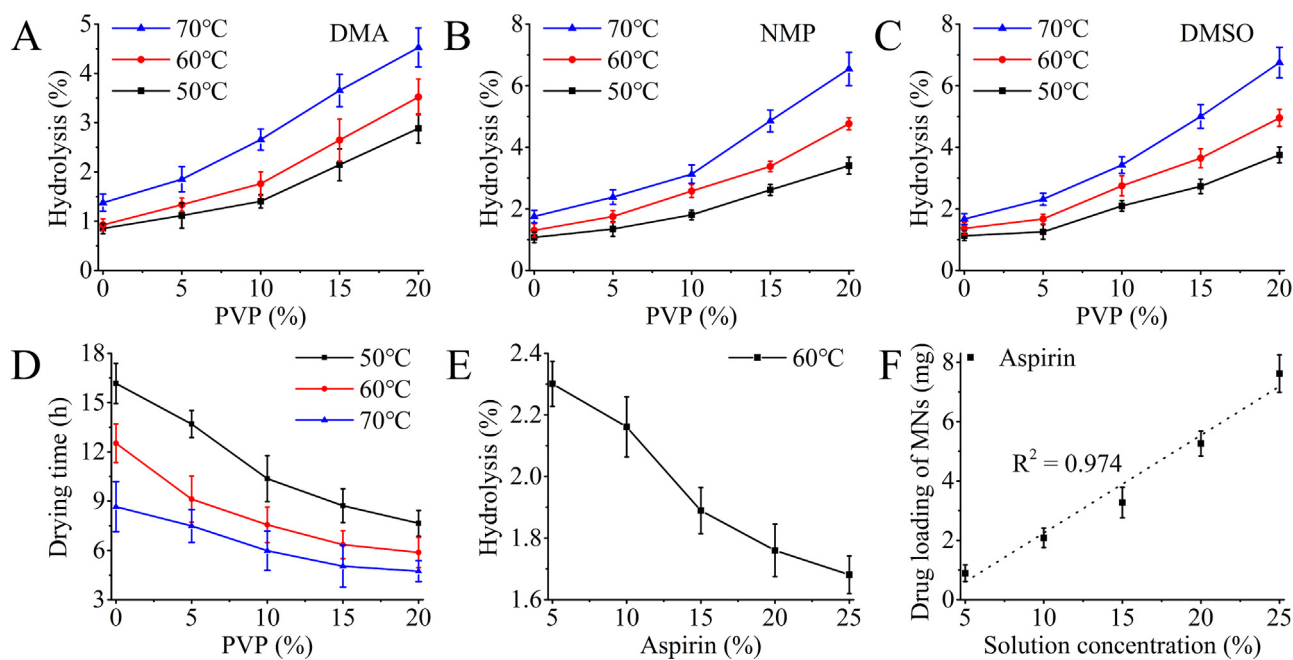 A
DMA
70°C
60°C
50°C
Hydrolysis (%)
5
4
3
2
1
0
0 5 10 15 20
PVP (%)
B
NMP
70°C
60°C
50°C
Hydrolysis (%)
8
6
4
2
0
0 5 10 15 20
PVP (%)
C
DMSO
70°C
60°C
50°C
Hydrolysis (%)
8
6
4
2
0
0 5 10 15 20
PVP (%)
D
50°C
60°C
70°C
Drying time (h)
18
15
12
9
6
3
0 5 10 15 20
PVP (%)
E
60°C
Hydrolysis (%)
2.4
2.2
2.0
1.8
1.6
5 10 15 20 25
Aspirin (%)
F
Aspirin
R² = 0.974
Drug loading of MNs (mg)
8
6
4
2
0
5 10 15 20 25
Solution concentration (%)